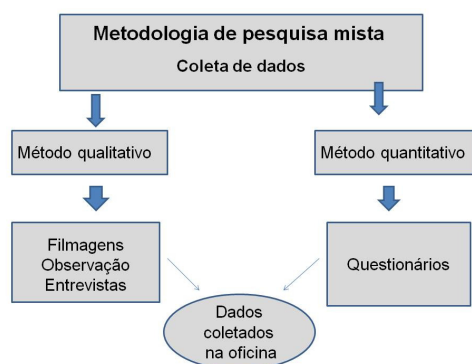 Metodologia de pesquisa mista
Coleta de dados
Método qualitativo
Método quantitativo
Filmagens
Observação
Entrevistas
Questionários
Dados
coletados
na oficina